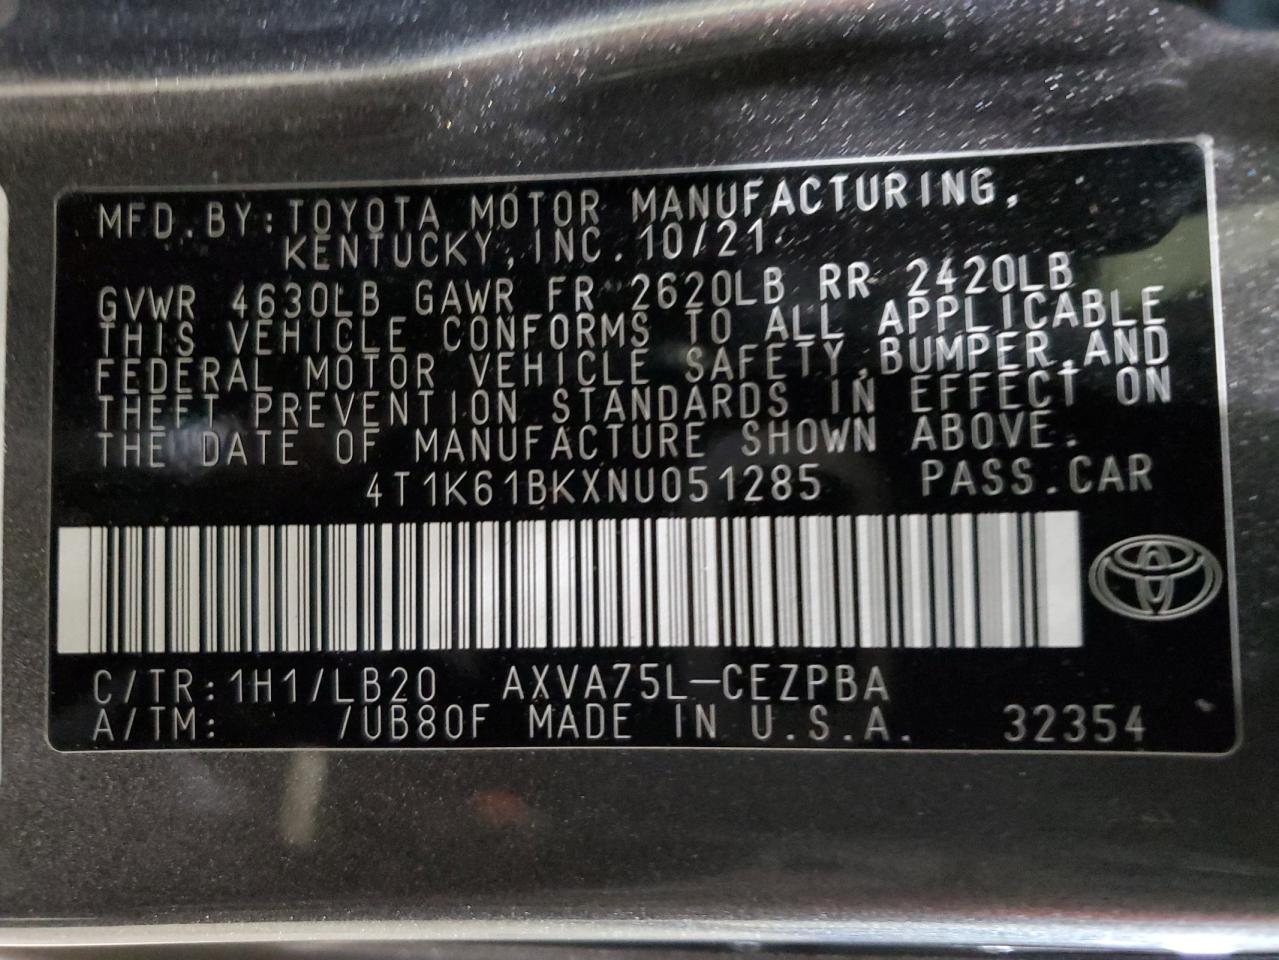 MFD.BY:TOYOTA MOTOR MANUFACTURING,
KENTUCKY,INC.10/21
GVWR 4630LB GAWR FR 2620LB RR 2420LB
THIS VEHICLE CONFORMS TO ALL APPLICABLE
FEDERAL MOTOR VEHICLE SAFETY,BUMPER,AND
THEFT PREVENTION STANDARDS IN EFFECT ON
THE DATE OF MANUFACTURE SHOWN ABOVE.
4T1K61BKXNU051285 PASS.CAR
C/TR:1H1/LB20 AXVA75L-CEZPBA
A/TM: /UB80F MADE IN U.S.A. 32354